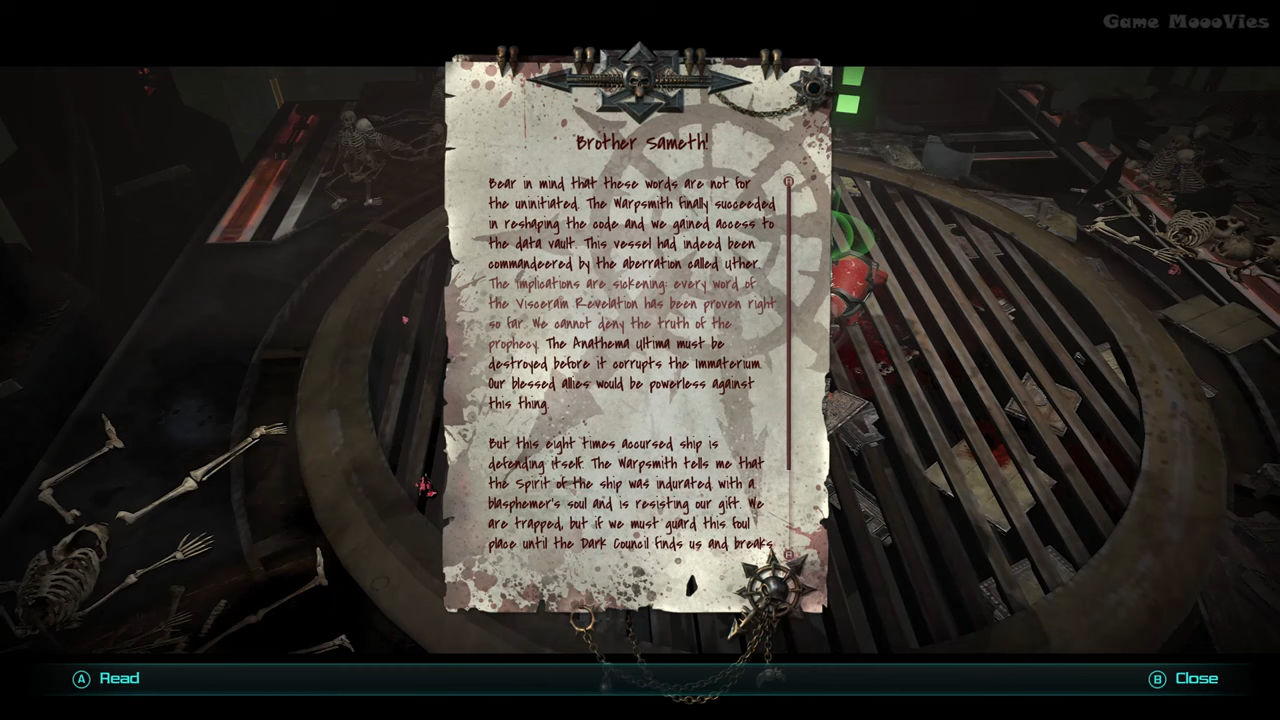 Game MoooVies
Brother Sameth!
Bear in mind that these words are not for
the uninitiated. The Warpsmith finally succeeded
in reshaping the code and we gained access to
the data vault. This vessel had indeed been
commandeered by the aberration called Uther.
The implications are sickening: every word of
the Visceram Revelation has been proven right
so far. We cannot deny the truth of the
prophecy. The Anathema Ultima must be
destroyed before it corrupts the Immaterium.
Our blessed allies would be powerless against
this thing.
But this eight times accursed ship is
defending itself. The Warpsmith tells me that
the Spirit of the ship was indurated with a
blasphemer's soul and is resisting our gift. We
are trapped, but if we must guard this foul
place until the Dark Council finds us and breaks
A Read
B Close